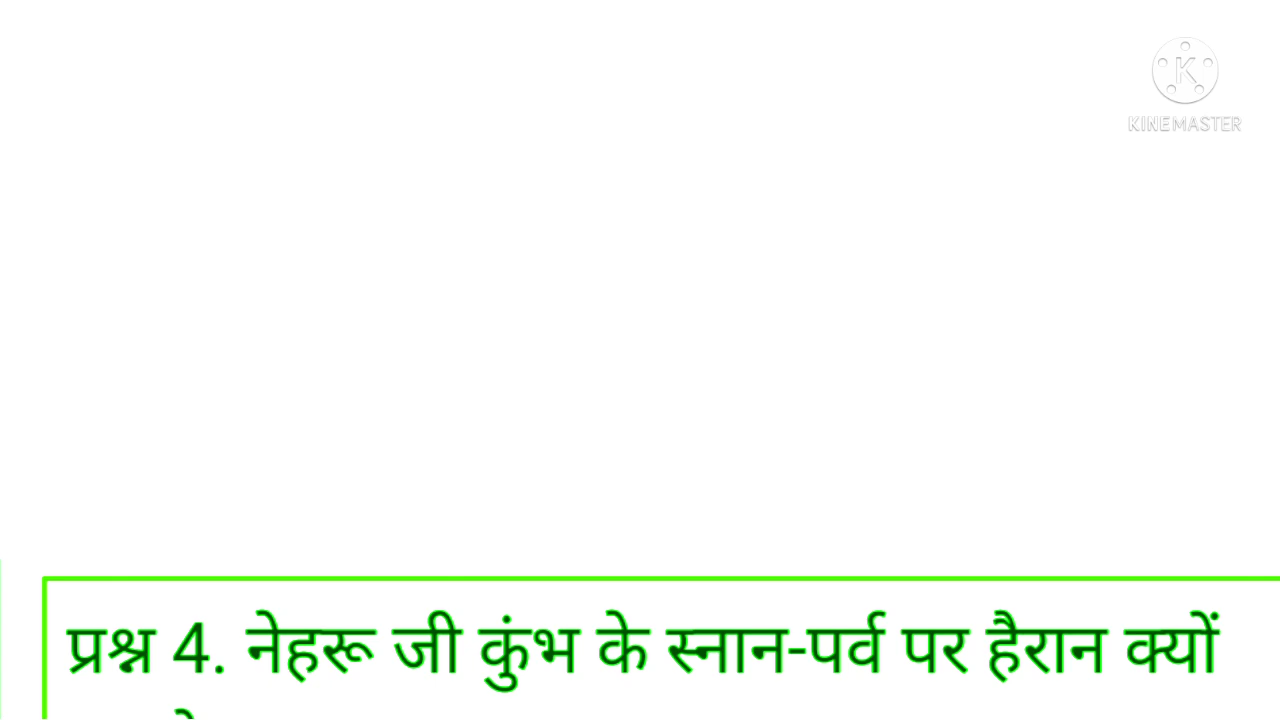 KINEMASTER
प्रश्न 4. नेहरू जी कुंभ के स्नान-पर्व पर हैरान क्यों